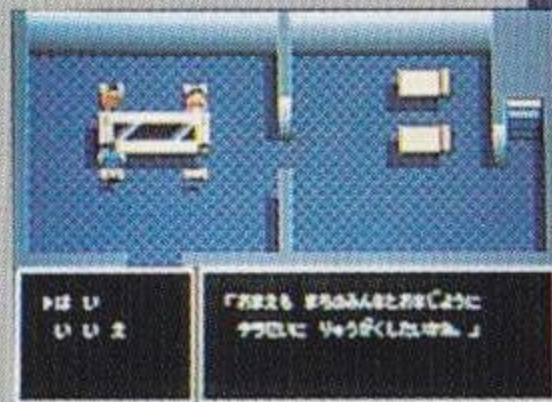 ▶はい
いいえ
「おまえも まちのみんなとおなじように
に りゅうがくしたいかね。」